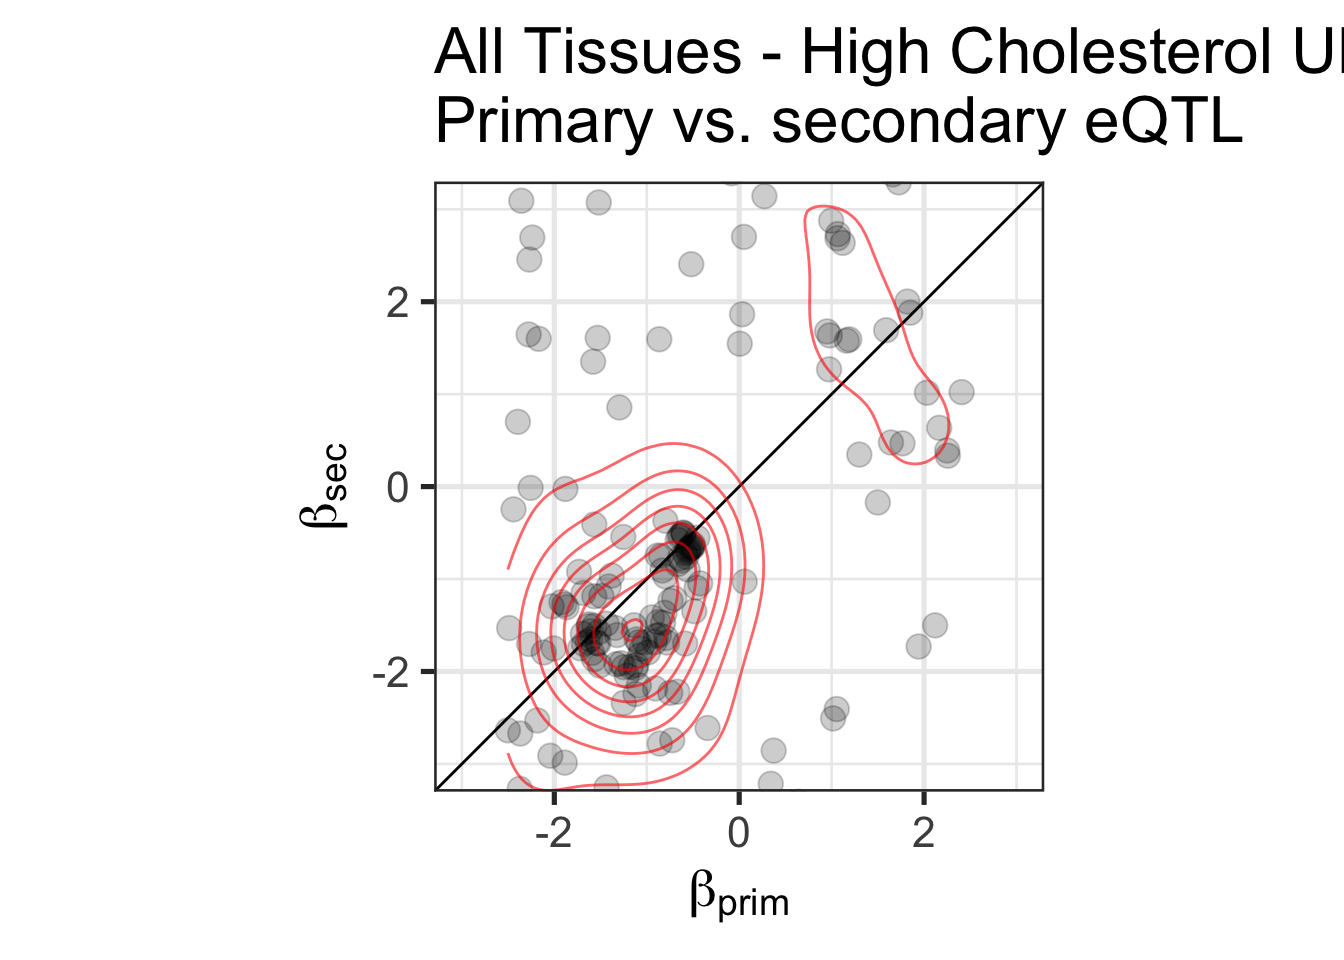 All Tissues - High Cholesterol
Primary vs. secondary eQTL
2
0
-2
βsec
-2
0
2
βprim